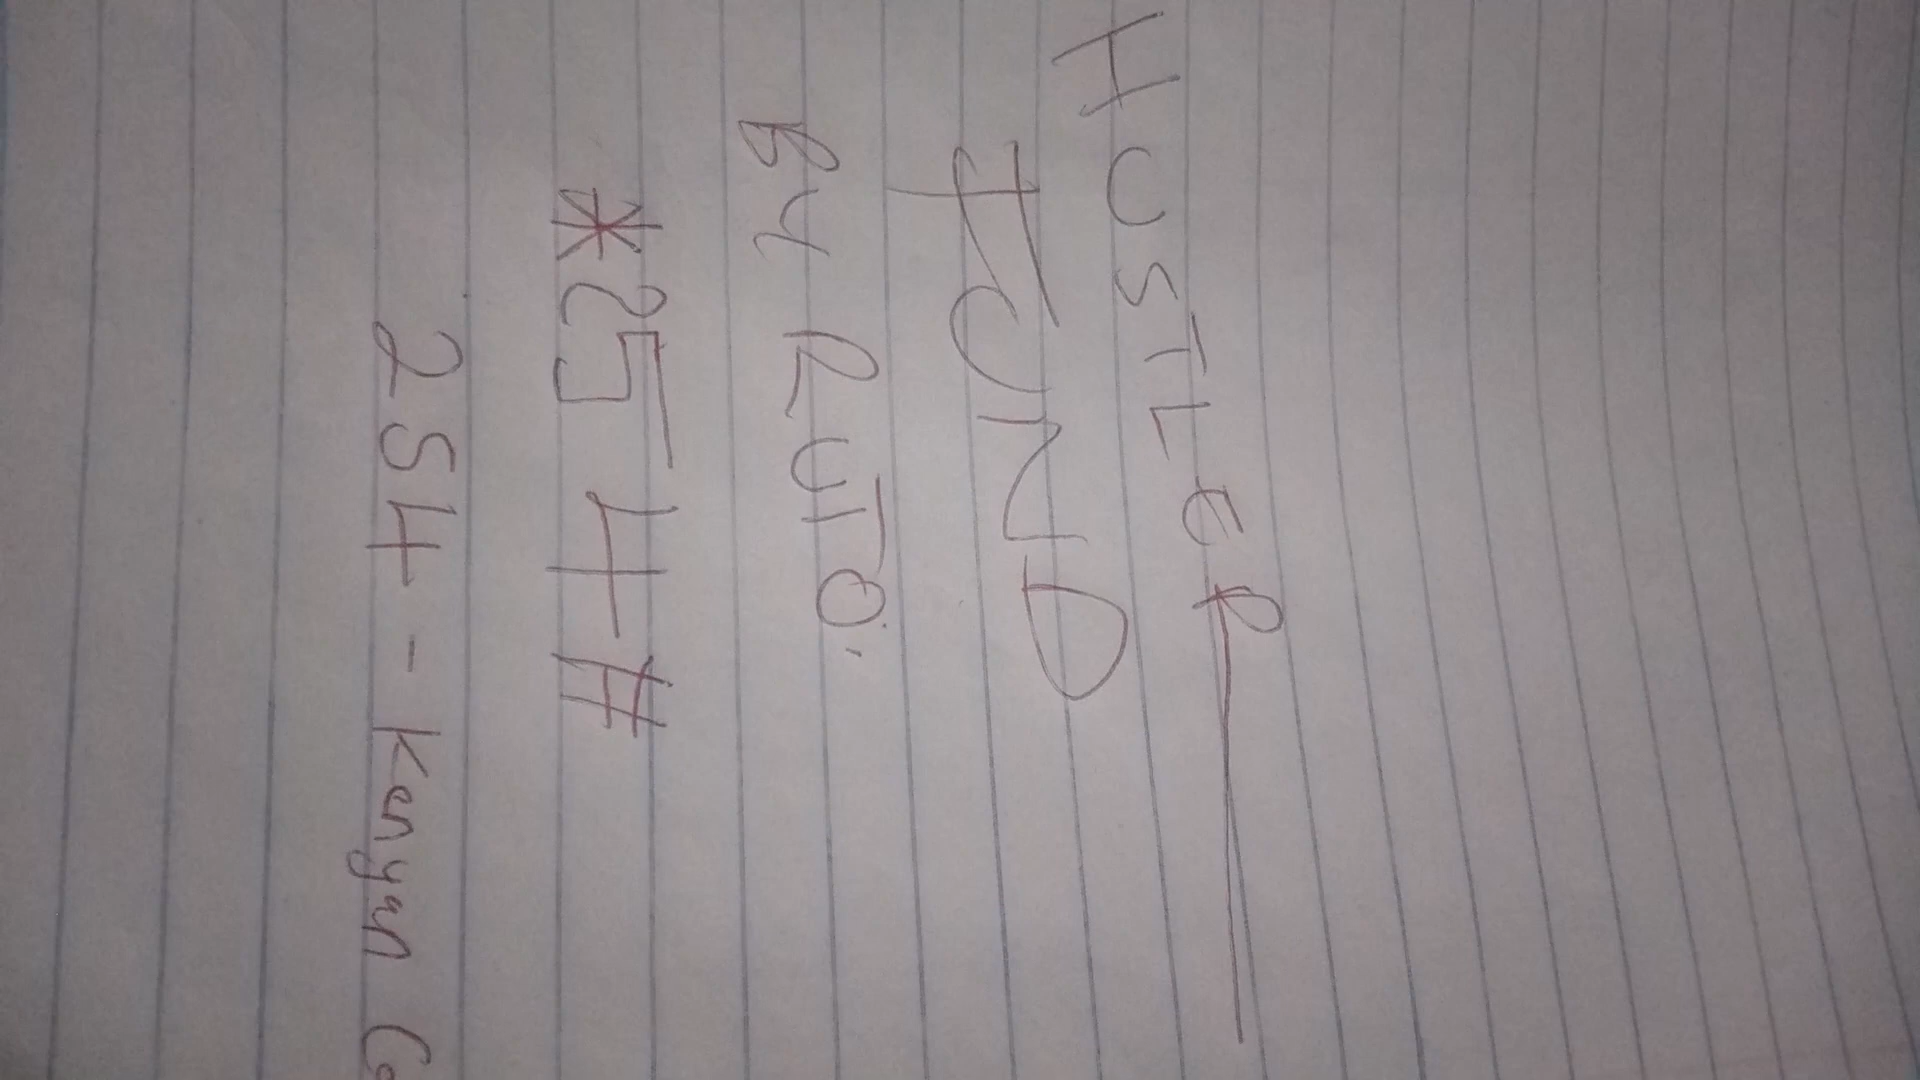 HUSTLER
FUND
By RUTO.
*254#
254 - Kenyan